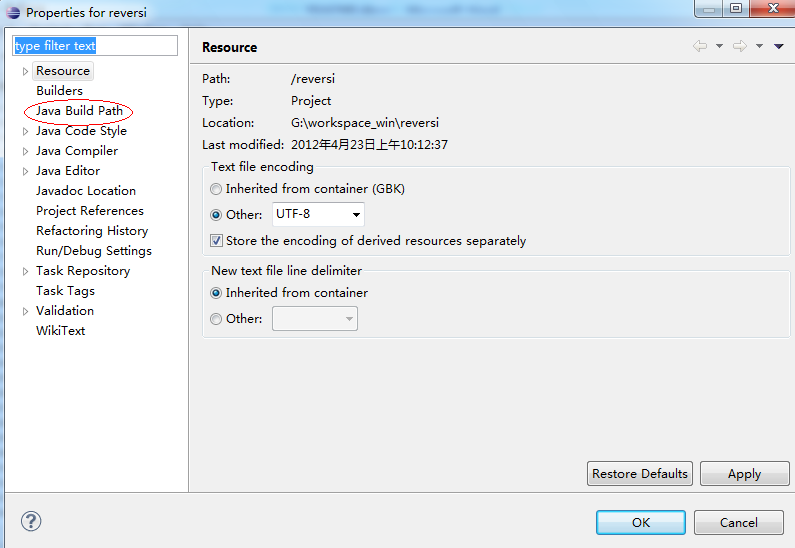 Properties for reversi
type filter text
Resource
Builders
Java Build Path
Java Code Style
Java Compiler
Java Editor
Javadoc Location
Project References
Refactoring History
Run/Debug Settings
Task Repository
Task Tags
Validation
WikiText
Resource
Path: /reversi
Type: Project
Location: G:\workspace_win\reversi
Last modified: 2012年4月23日上午10:12:37
Text file encoding
Inherited from container (GBK)
Other: UTF-8
Store the encoding of derived resources separately
New text file line delimiter
Inherited from container
Other:
Restore Defaults Apply
? OK Cancel